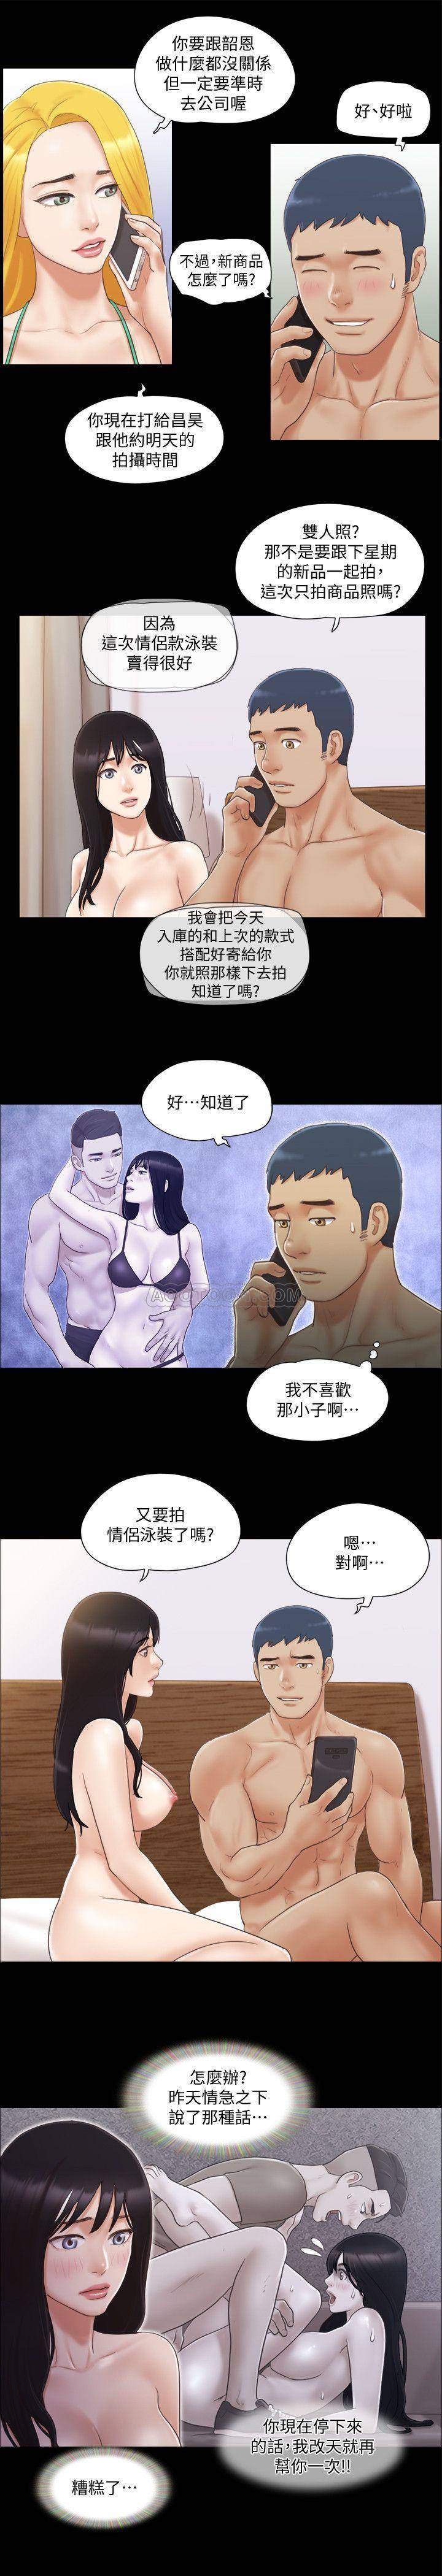 你要跟韶恩
做什麼都沒關係
但一定要準時
去公司喔
好、好啦
不過，新商品
怎麼了嗎?
你現在打給昌昊
跟他約明天的
拍攝時間
雙人照?
那不是要跟下星期
的新品一起拍，
這次只拍商品照嗎?
因為
這次情侶款泳裝
賣得很好
我會把今天
入庫的和上次的款式
搭配好寄給你
你就照那樣下去拍
知道了嗎?
好⋯知道了
我不喜歡
那小子啊⋯
又要拍
情侶泳裝了嗎?
嗯⋯
對啊⋯
怎麼辦?
昨天情急之下
說了那種話⋯
你現在停下來
的話，我改天就再
幫你一次!!
糟糕了⋯